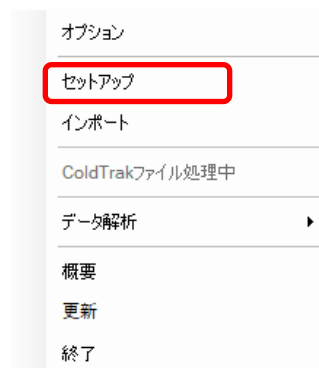 オプション
セットアップ
インポート
ColdTrakファイル処理中
データ解析
概要
更新
終了